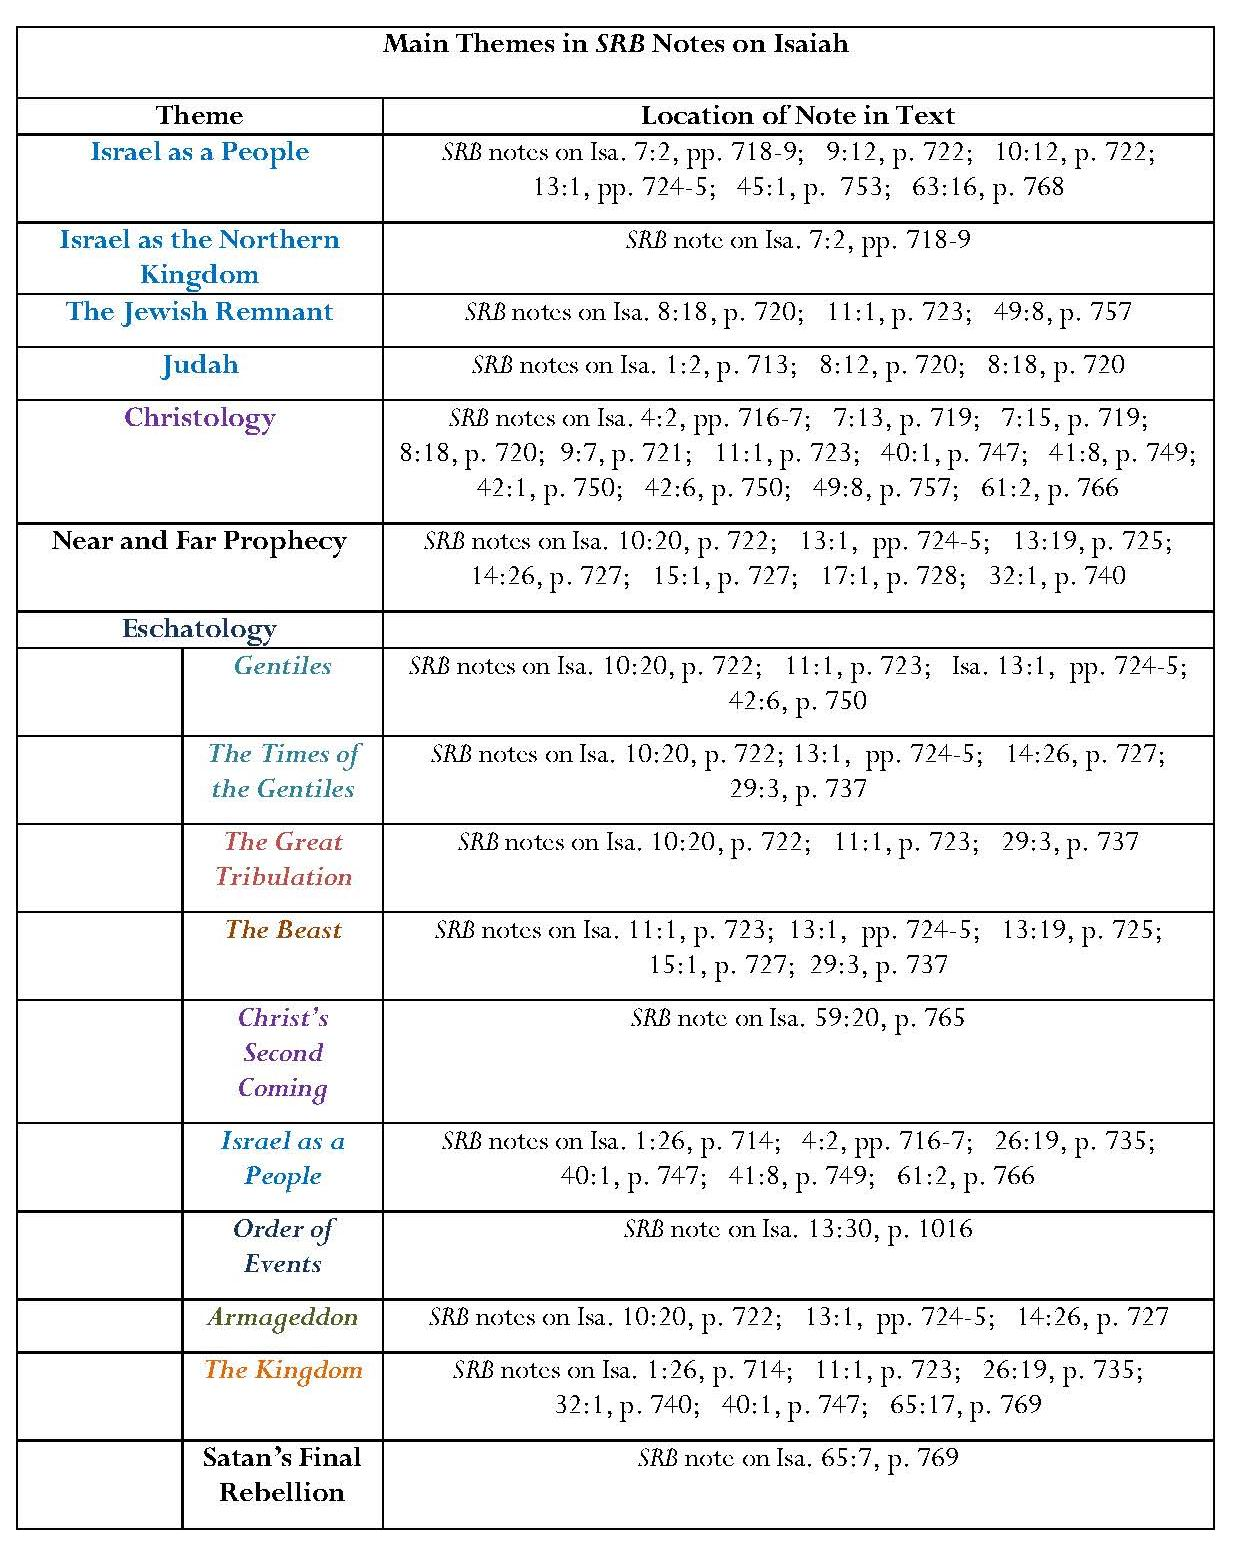 Main Themes in SRB Notes on Isaiah
Theme
Location of Note in Text
Israel as a People
SRB notes on Isa. 7:2, pp. 718-9; 9:12, p. 722; 10:12, p. 722;
13:1, pp. 724-5; 45:1, p. 753; 63:16, p. 768
Israel as the Northern
Kingdom
SRB note on Isa. 7:2, pp. 718-9
The Jewish Remnant
SRB notes on Isa. 8:18, p. 720; 11:1, p. 723; 49:8, p. 757
Judah
SRB notes on Isa. 1:2, p. 713; 8:12, p. 720; 8:18, p. 720
Christology
SRB notes on Isa. 4:2, pp. 716-7; 7:13, p. 719; 7:15, p. 719;
8:18, p. 720; 9:7, p. 721; 11:1, p. 723; 40:1, p. 747; 41:8, p. 749;
42:1, p. 750; 42:6, p. 750; 49:8, p. 757; 61:2, p. 766
Near and Far Prophecy
SRB notes on Isa. 10:20, p. 722; 13:1, pp. 724-5; 13:19, p. 725;
14:26, p. 727; 15:1, p. 727; 17:1, p. 728; 32:1, p. 740
Eschatology
Gentiles
SRB notes on Isa. 10:20, p. 722; 11:1, p. 723; Isa. 13:1, pp. 724-5;
42:6, p. 750
The Times of
the Gentiles
SRB notes on Isa. 10:20, p. 722; 13:1, pp. 724-5; 14:26, p. 727;
29:3, p. 737
The Great
Tribulation
SRB notes on Isa. 10:20, p. 722; 11:1, p. 723; 29:3, p. 737
The Beast
SRB notes on Isa. 11:1, p. 723; 13:1, pp. 724-5; 13:19, p. 725;
15:1, p. 727; 29:3, p. 737
Christ's
Second
Coming
SRB note on Isa. 59:20, p. 765
Israel as a
People
SRB notes on Isa. 1:26, p. 714; 4:2, pp. 716-7; 26:19, p. 735;
40:1, p. 747; 41:8, p. 749; 61:2, p. 766
Order of
Events
SRB note on Isa. 13:30, p. 1016
Armageddon
SRB notes on Isa. 10:20, p. 722; 13:1, pp. 724-5; 14:26, p. 727
The Kingdom
SRB notes on Isa. 1:26, p. 714; 11:1, p. 723; 26:19, p. 735;
32:1, p. 740; 40:1, p. 747; 65:17, p. 769
Satan's Final
Rebellion
SRB note on Isa. 65:7, p. 769